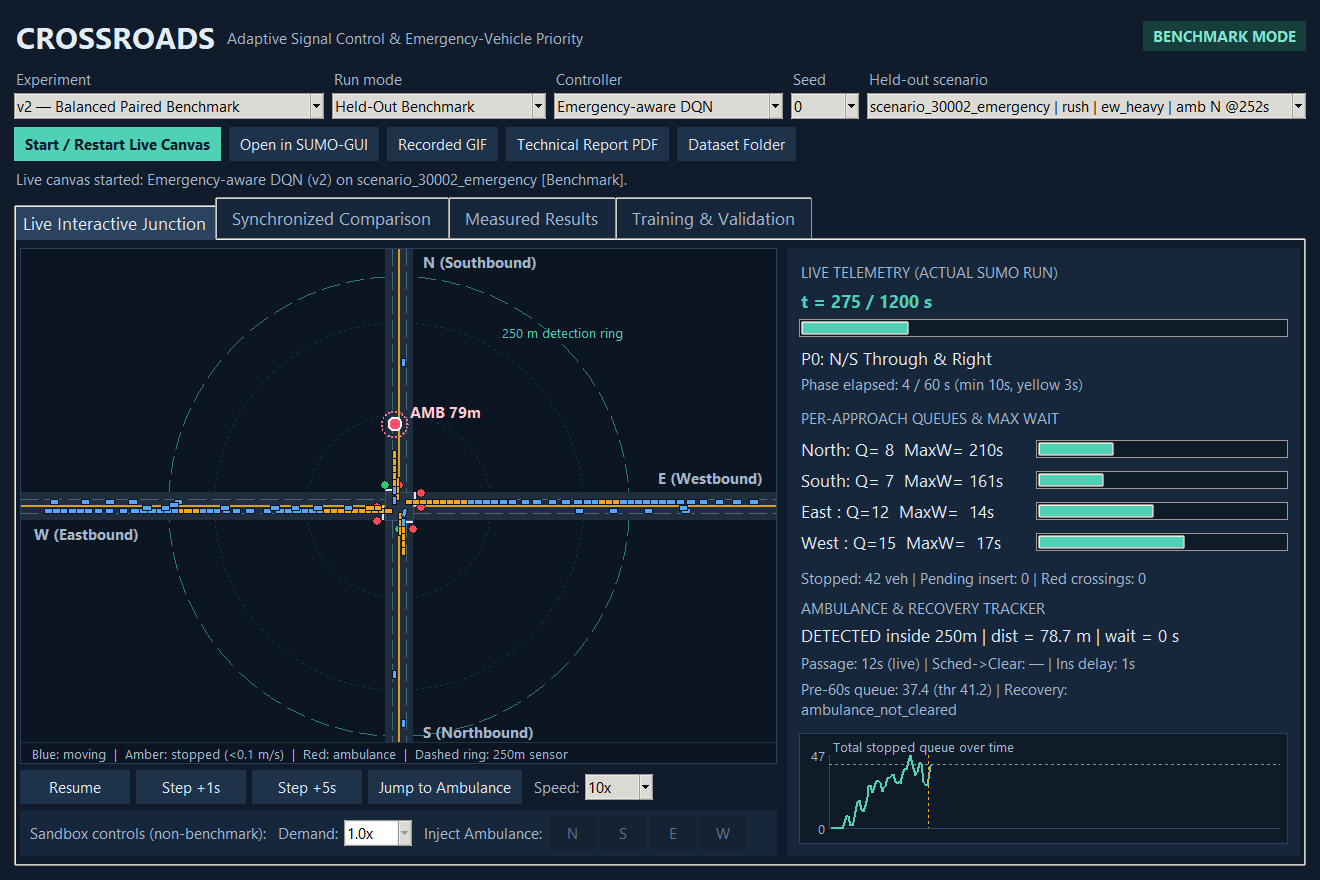 CROSSROADS Adaptive Signal Control & Emergency-Vehicle Priority
BENCHMARK MODE
Experiment Run mode Controller Seed Held-out scenario
v2 — Balanced Paired Benchmark Held-Out Benchmark Emergency-aware DQN 0 scenario_30002_emergency | rush | ew_heavy | amb N @252s
Start / Restart Live Canvas Open in SUMO-GUI Recorded GIF Technical Report PDF Dataset Folder
Live canvas started: Emergency-aware DQN (v2) on scenario_30002_emergency [Benchmark].
Live Interactive Junction Synchronized Comparison Measured Results Training & Validation
N (Southbound)
250 m detection ring
AMB 79m
E (Westbound)
W (Eastbound)
S (Northbound)
Blue: moving | Amber: stopped (<0.1 m/s) | Red: ambulance | Dashed ring: 250m sensor
Resume Step +1s Step +5s Jump to Ambulance Speed: 10x
Sandbox controls (non-benchmark): Demand: 1.0x Inject Ambulance: N S E W
LIVE TELEMETRY (ACTUAL SUMO RUN)
t = 275 / 1200 s
P0: N/S Through & Right
Phase elapsed: 4 / 60 s (min 10s, yellow 3s)
PER-APPROACH QUEUES & MAX WAIT
North: Q= 8 MaxW= 210s
South: Q= 7 MaxW= 161s
East : Q=12 MaxW= 14s
West : Q=15 MaxW= 17s
Stopped: 42 veh | Pending insert: 0 | Red crossings: 0
AMBULANCE & RECOVERY TRACKER
DETECTED inside 250m | dist = 78.7 m | wait = 0 s
Passage: 12s (live) | Sched->Clear: — | Ins delay: 1s
Pre-60s queue: 37.4 (thr 41.2) | Recovery:
ambulance_not_cleared
Total stopped queue over time
47
0